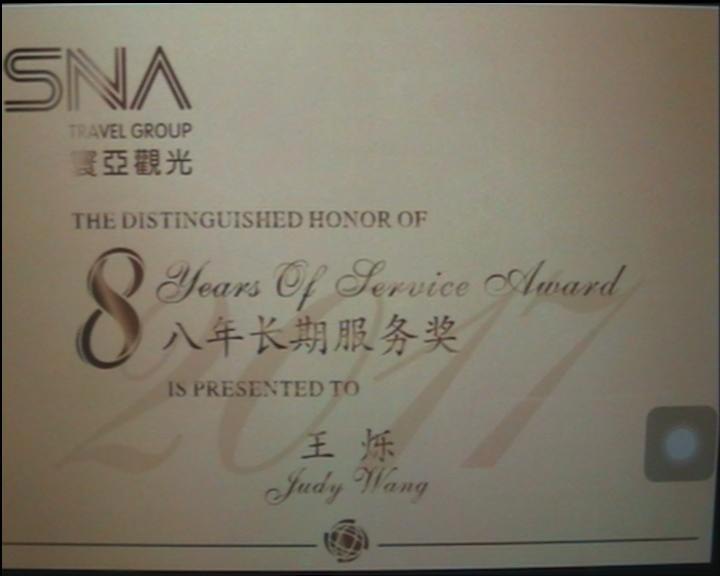 SNA
TRAVEL GROUP
寰亞觀光
THE DISTINGUISHED HONOR OF
8 Years Of Service Award
八年长期服务奖
2017
IS PRESENTED TO
王 烁
Judy Wang